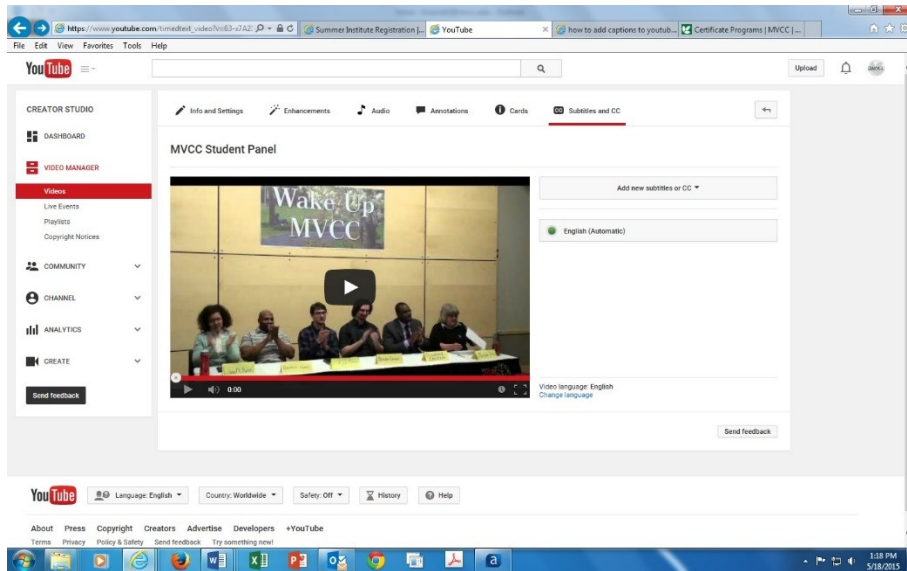 https://www.youtube.com/timedtext_video?v=
Summer Institute Registration |...
YouTube
how to add captions to youtub...
Certificate Programs | MVCC |...
File Edit View Favorites Tools Help
YouTube
Upload
CREATOR STUDIO
DASHBOARD
VIDEO MANAGER
Videos
Live Events
Playlists
Copyright Notices
COMMUNITY
CHANNEL
ANALYTICS
CREATE
Send feedback
Info and Settings
Enhancements
Audio
Annotations
Cards
CC Subtitles and CC
MVCC Student Panel
Wake Up
MVCC
0:00
Add new subtitles or CC
English (Automatic)
Video language: English
Change language
Send feedback
YouTube
Language: English
Country: Worldwide
Safety: Off
History
Help
About Press Copyright Creators Advertise Developers +YouTube
Terms Privacy Policy & Safety Send feedback Try something new!
1:18 PM
5/18/2015